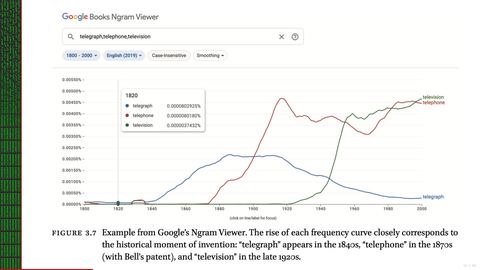 Google Books Ngram Viewer
telegraph,telephone,television
1800 - 2000 English (2019) Case-Insensitive Smoothing
0.00550%
0.00500%
0.00450%
0.00400%
0.00350%
0.00300%
0.00250%
0.00200%
0.00150%
0.00100%
0.00050%
0.00000%
1820
telegraph 0.0000802925%
telephone 0.0000080180%
television 0.0000037432%
television
telephone
telegraph
1800 1820 1840 1860 1880 1900 1920 1940 1960 1980 2000
(click on line/label for focus)
FIGURE 3.7 Example from Google's Ngram Viewer. The rise of each frequency curve closely corresponds to
the historical moment of invention: “telegraph” appears in the 1840s, “telephone” in the 1870s
(with Bell's patent), and “television” in the late 1920s.